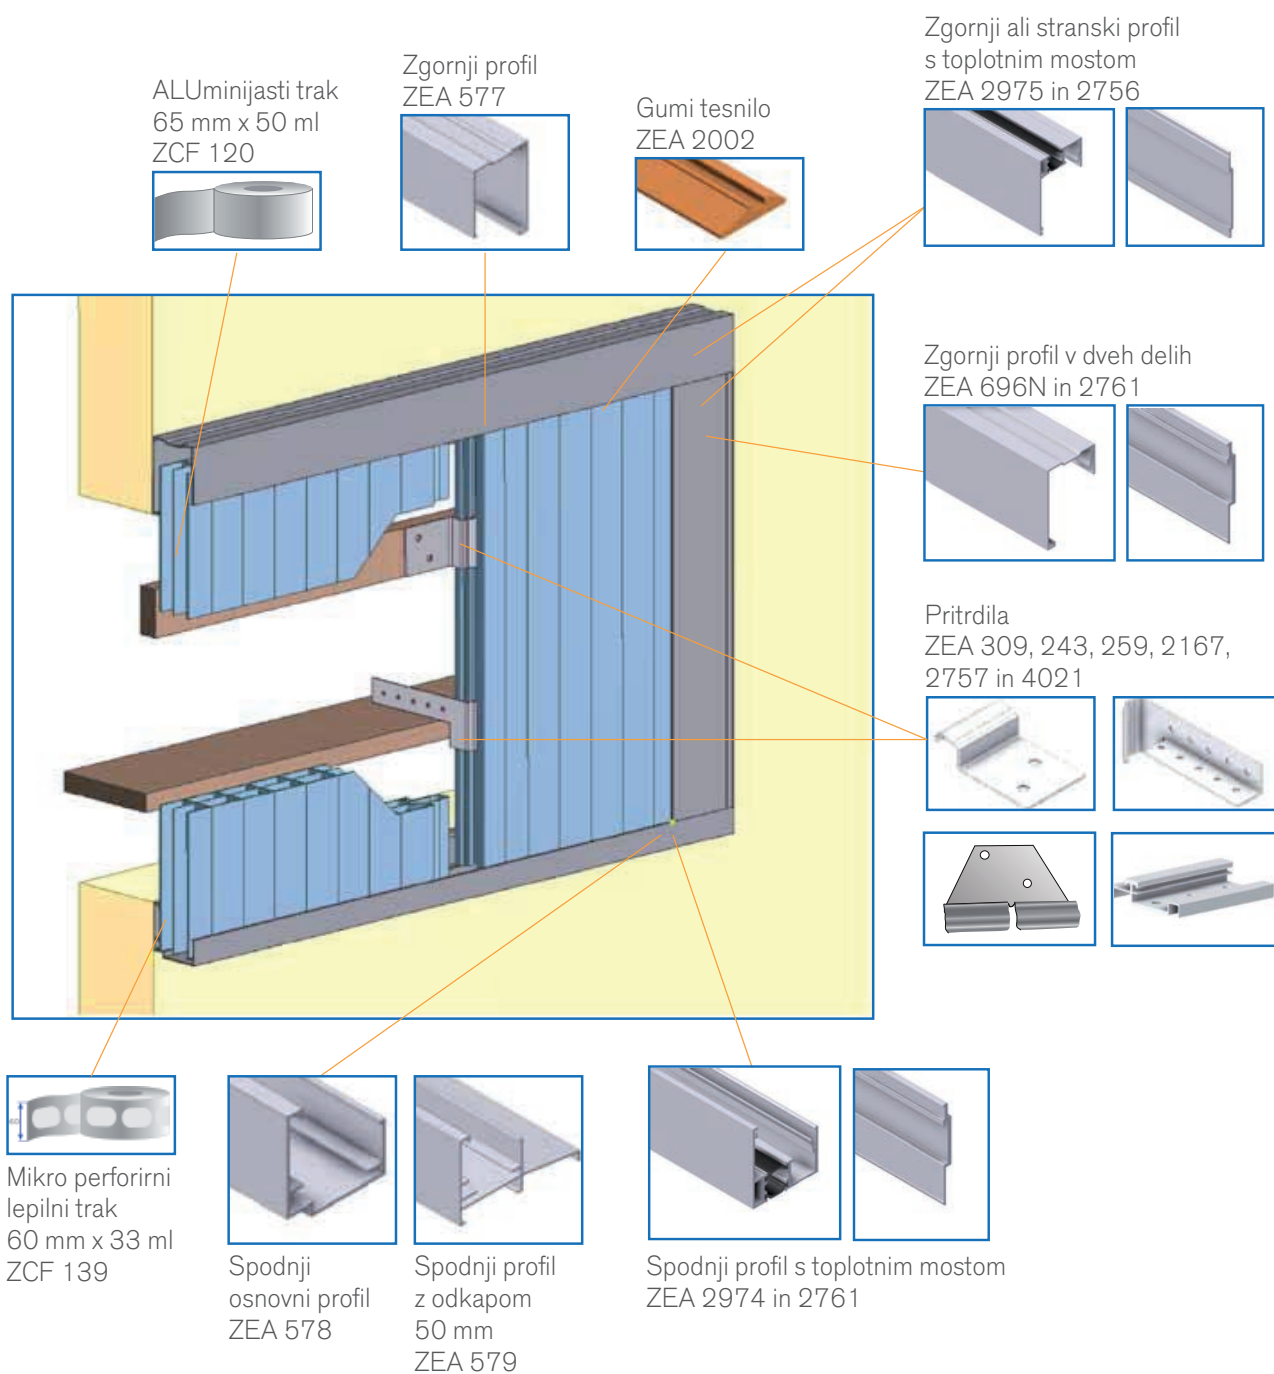 Zgornji ali stranski profil
s toplotnim mostom
ZEA 2975 in 2756
Zgornji profil
ZEA 577
ALUminijasti trak
65 mm x 50 ml
ZCF 120
Gumi tesnilo
ZEA 2002
Zgornji profil v dveh delih
ZEA 696N in 2761
Pritrdila
ZEA 309, 243, 259, 2167,
2757 in 4021
60
Mikro perforirni
lepilni trak
60 mm x 33 ml
ZCF 139
Spodnji
osnovni profil
ZEA 578
Spodnji profil
z odkapom
50 mm
ZEA 579
Spodnji profil s toplotnim mostom
ZEA 2974 in 2761